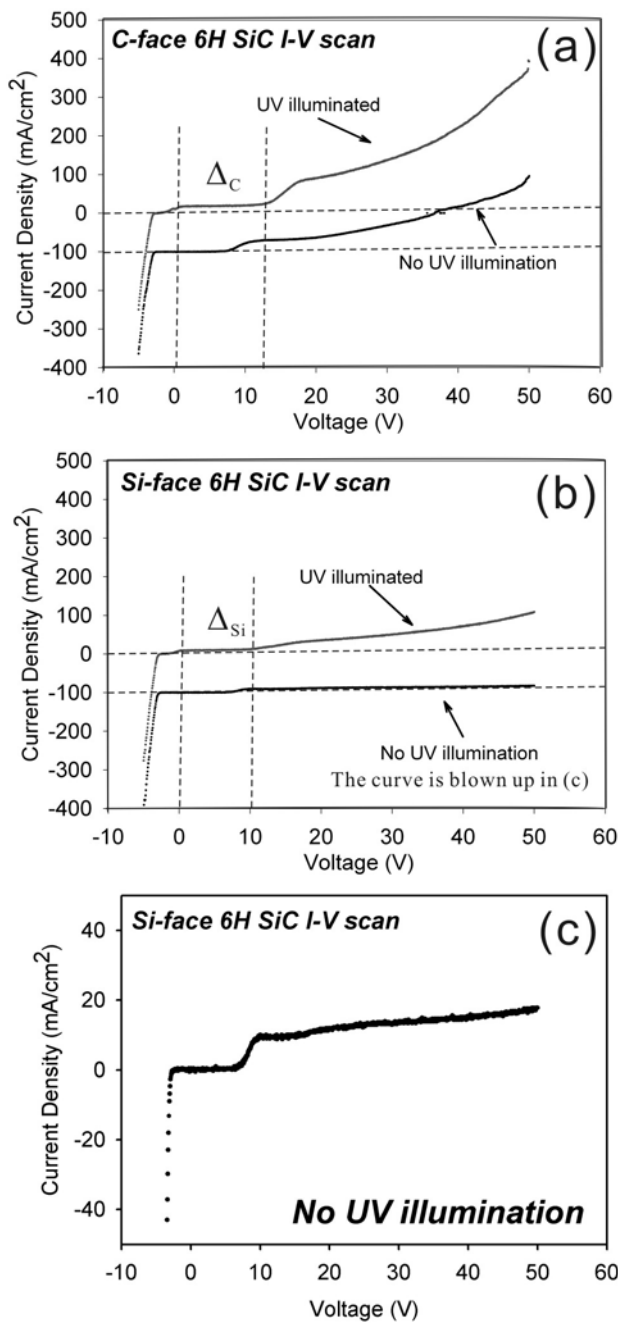 C-face 6H SiC I-V scan
(a)
UV illuminated
ΔC
No UV illumination
Current Density (mA/cm2)
500
400
300
200
100
0
-100
-200
-300
-400
-10 0 10 20 30 40 50 60
Voltage (V)
Si-face 6H SiC I-V scan
(b)
UV illuminated
ΔSi
No UV illumination
The curve is blown up in (c)
Current Density (mA/cm2)
500
400
300
200
100
0
-100
-200
-300
-400
-10 0 10 20 30 40 50 60
Voltage (V)
Si-face 6H SiC I-V scan
(c)
Current Density (mA/cm2)
40
20
0
-20
-40
No UV illumination
-10 0 10 20 30 40 50 60
Voltage (V)